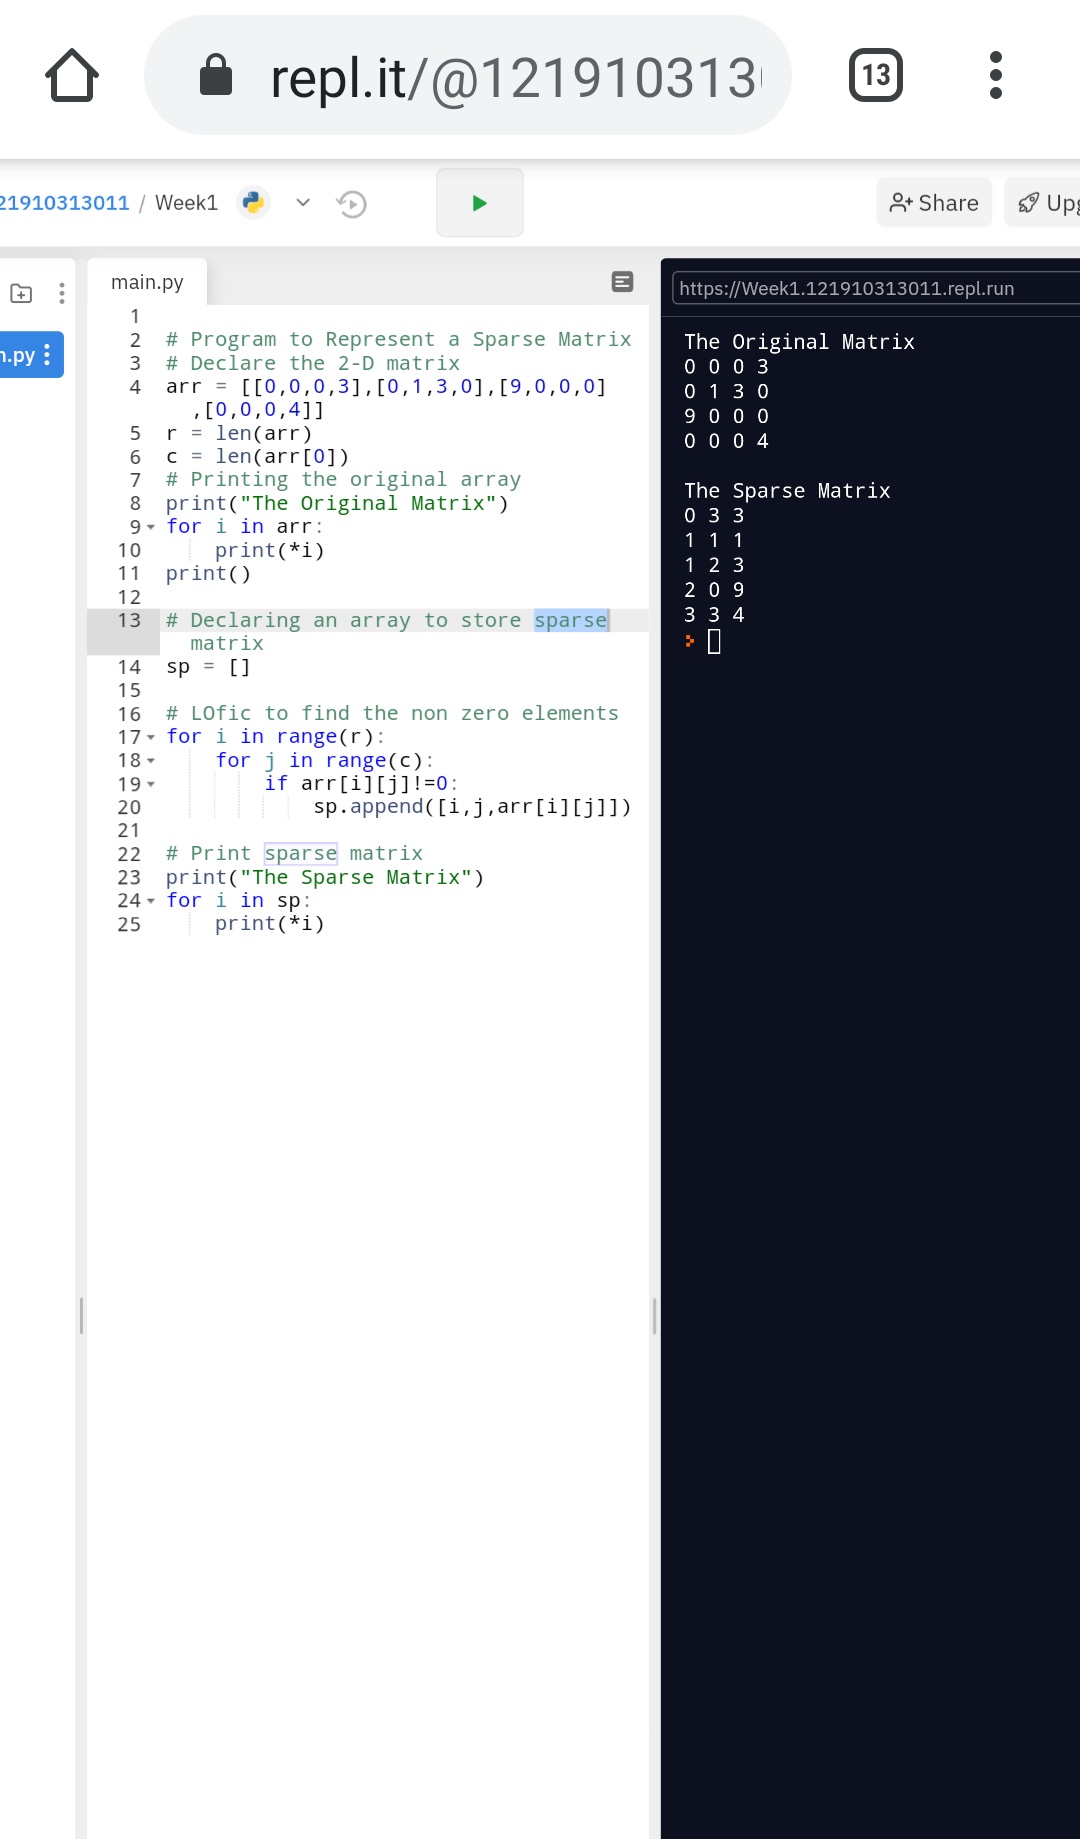 repl.it/@121910313
13
21910313011 / Week1
Share
main.py
.py
1
2 # Program to Represent a Sparse Matrix
3 # Declare the 2-D matrix
4 arr = [[0,0,0,3],[0,1,3,0],[9,0,0,0]
,[0,0,0,4]]
5 r = len(arr)
6 c = len(arr[0])
7 # Printing the original array
8 print("The Original Matrix")
9 for i in arr:
10 print(*i)
11 print()
12
13 # Declaring an array to store sparse
matrix
14 sp = []
15
16 # LOfic to find the non zero elements
17 for i in range(r):
18 for j in range(c):
19 if arr[i][j]!=0:
20 sp.append([i,j,arr[i][j]])
21
22 # Print sparse matrix
23 print("The Sparse Matrix")
24 for i in sp:
25 print(*i)
https://Week1.121910313011.repl.run
The Original Matrix
0 0 0 3
0 1 3 0
9 0 0 0
0 0 0 4
The Sparse Matrix
0 3 3
1 1 1
1 2 3
2 0 9
3 3 4